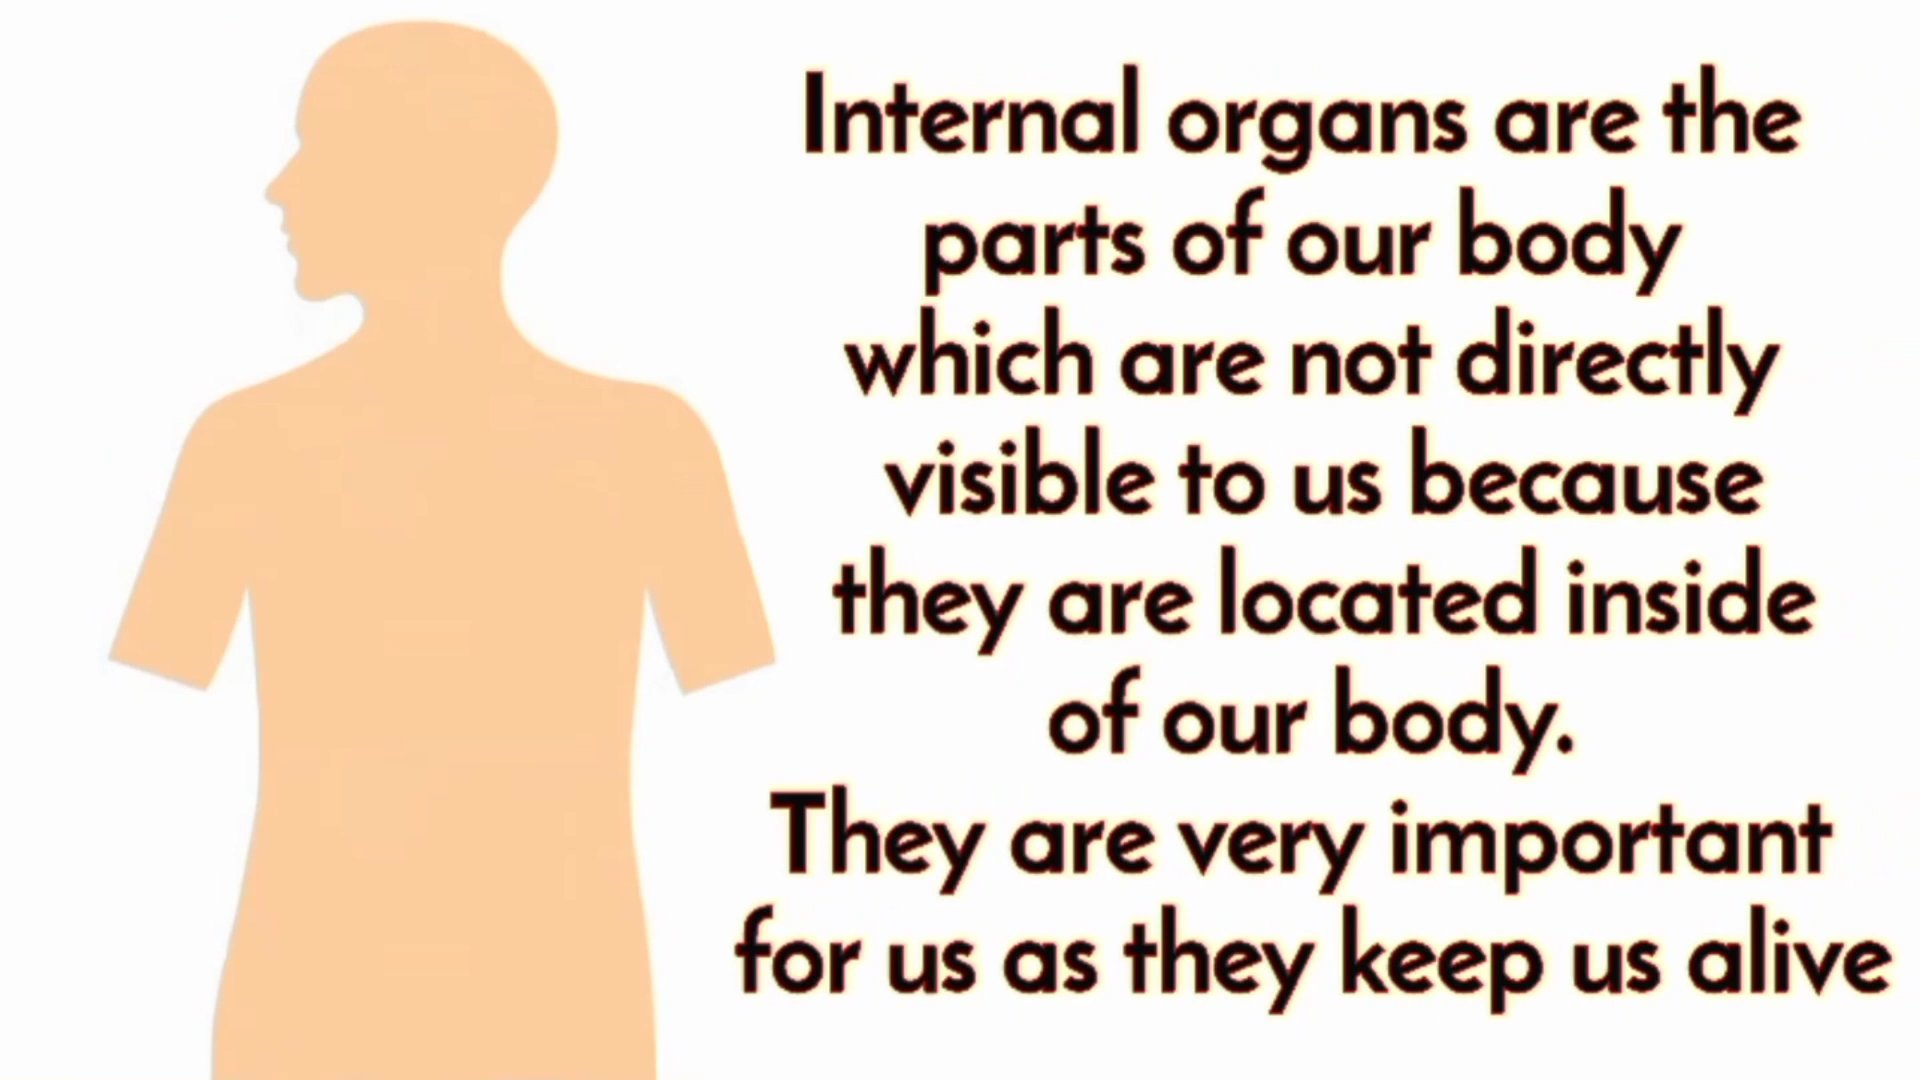 Internal organs are the
parts of our body
which are not directly
visible to us because
they are located inside
of our body.
They are very important
for us as they keep us alive